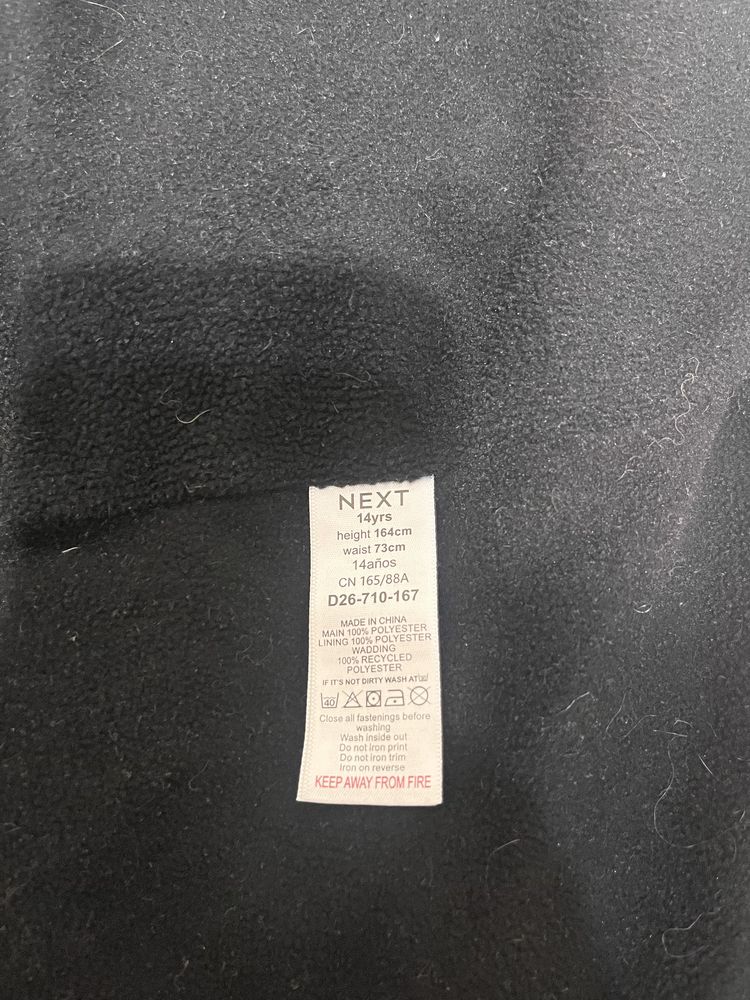 NEXT
14yrs
height 164cm
waist 73cm
14años
CN 165/88A
D26-710-167
MADE IN CHINA
MAIN 100% POLYESTER
LINING 100% POLYESTER
WADDING
100% RECYCLED
POLYESTER
IF IT'S NOT DIRTY WASH AT
40
Close all fastenings before
washing
Wash inside out
Do not iron print
Do not iron trim
Iron on reverse
KEEP AWAY FROM FIRE